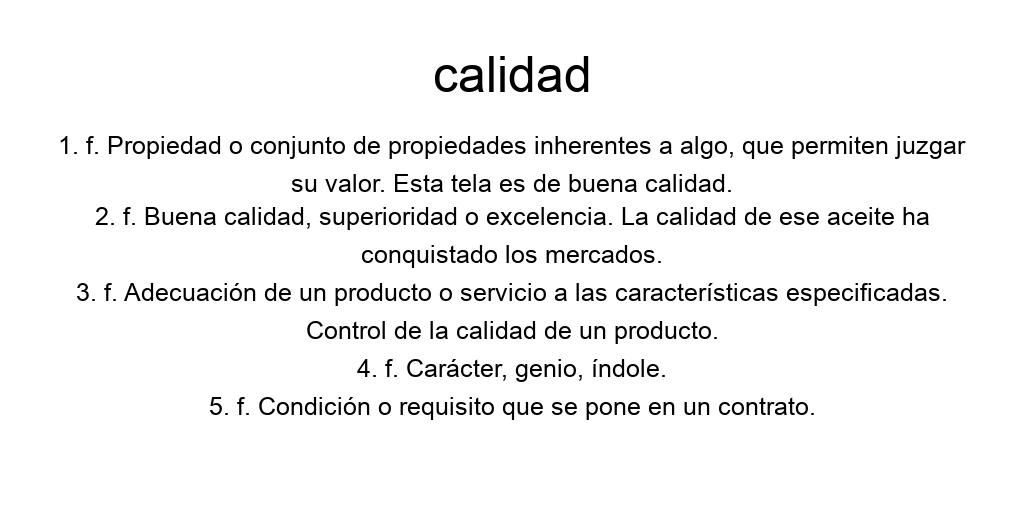 calidad
1. f. Propiedad o conjunto de propiedades inherentes a algo, que permiten juzgar
su valor. Esta tela es de buena calidad.
2. f. Buena calidad, superioridad o excelencia. La calidad de ese aceite ha
conquistado los mercados.
3. f. Adecuación de un producto o servicio a las características especificadas.
Control de la calidad de un producto.
4. f. Carácter, genio, índole.
5. f. Condición o requisito que se pone en un contrato.